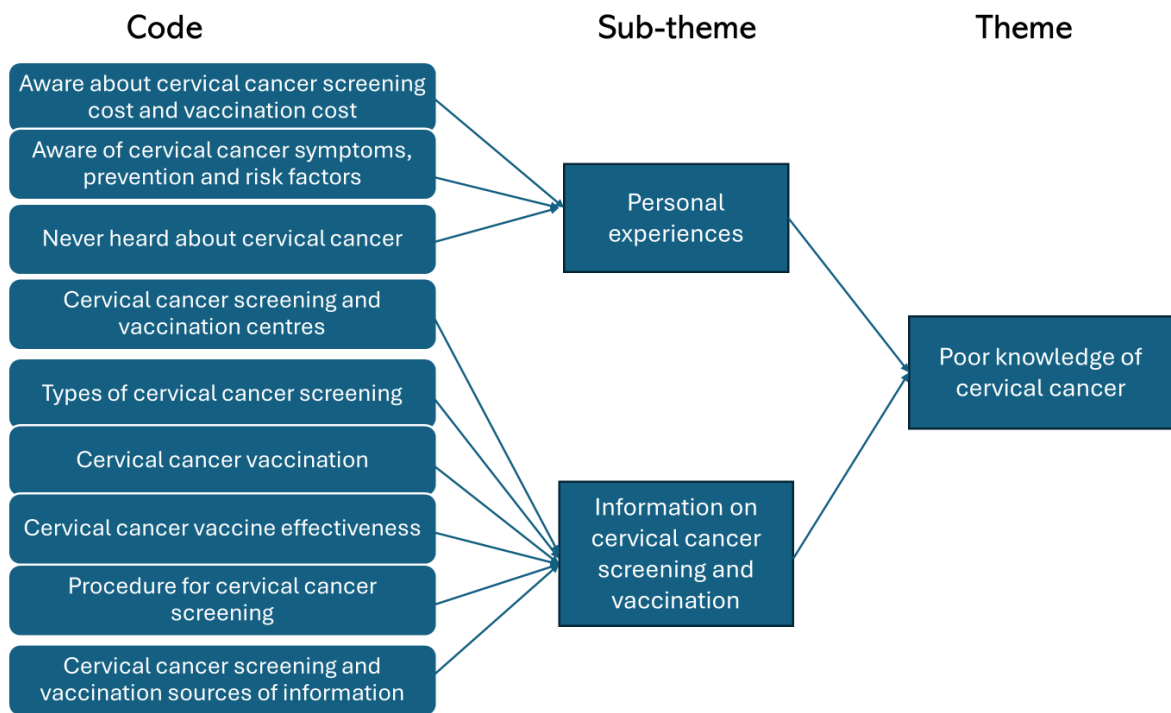 Code
Sub-theme
Theme
Aware about cervical cancer screening
cost and vaccination cost
Aware of cervical cancer symptoms,
prevention and risk factors
Never heard about cervical cancer
Cervical cancer screening and
vaccination centres
Types of cervical cancer screening
Cervical cancer vaccination
Cervical cancer vaccine effectiveness
Procedure for cervical cancer
screening
Cervical cancer screening and
vaccination sources of information
Personal
experiences
Information on
cervical cancer
screening and
vaccination
Poor knowledge of
cervical cancer